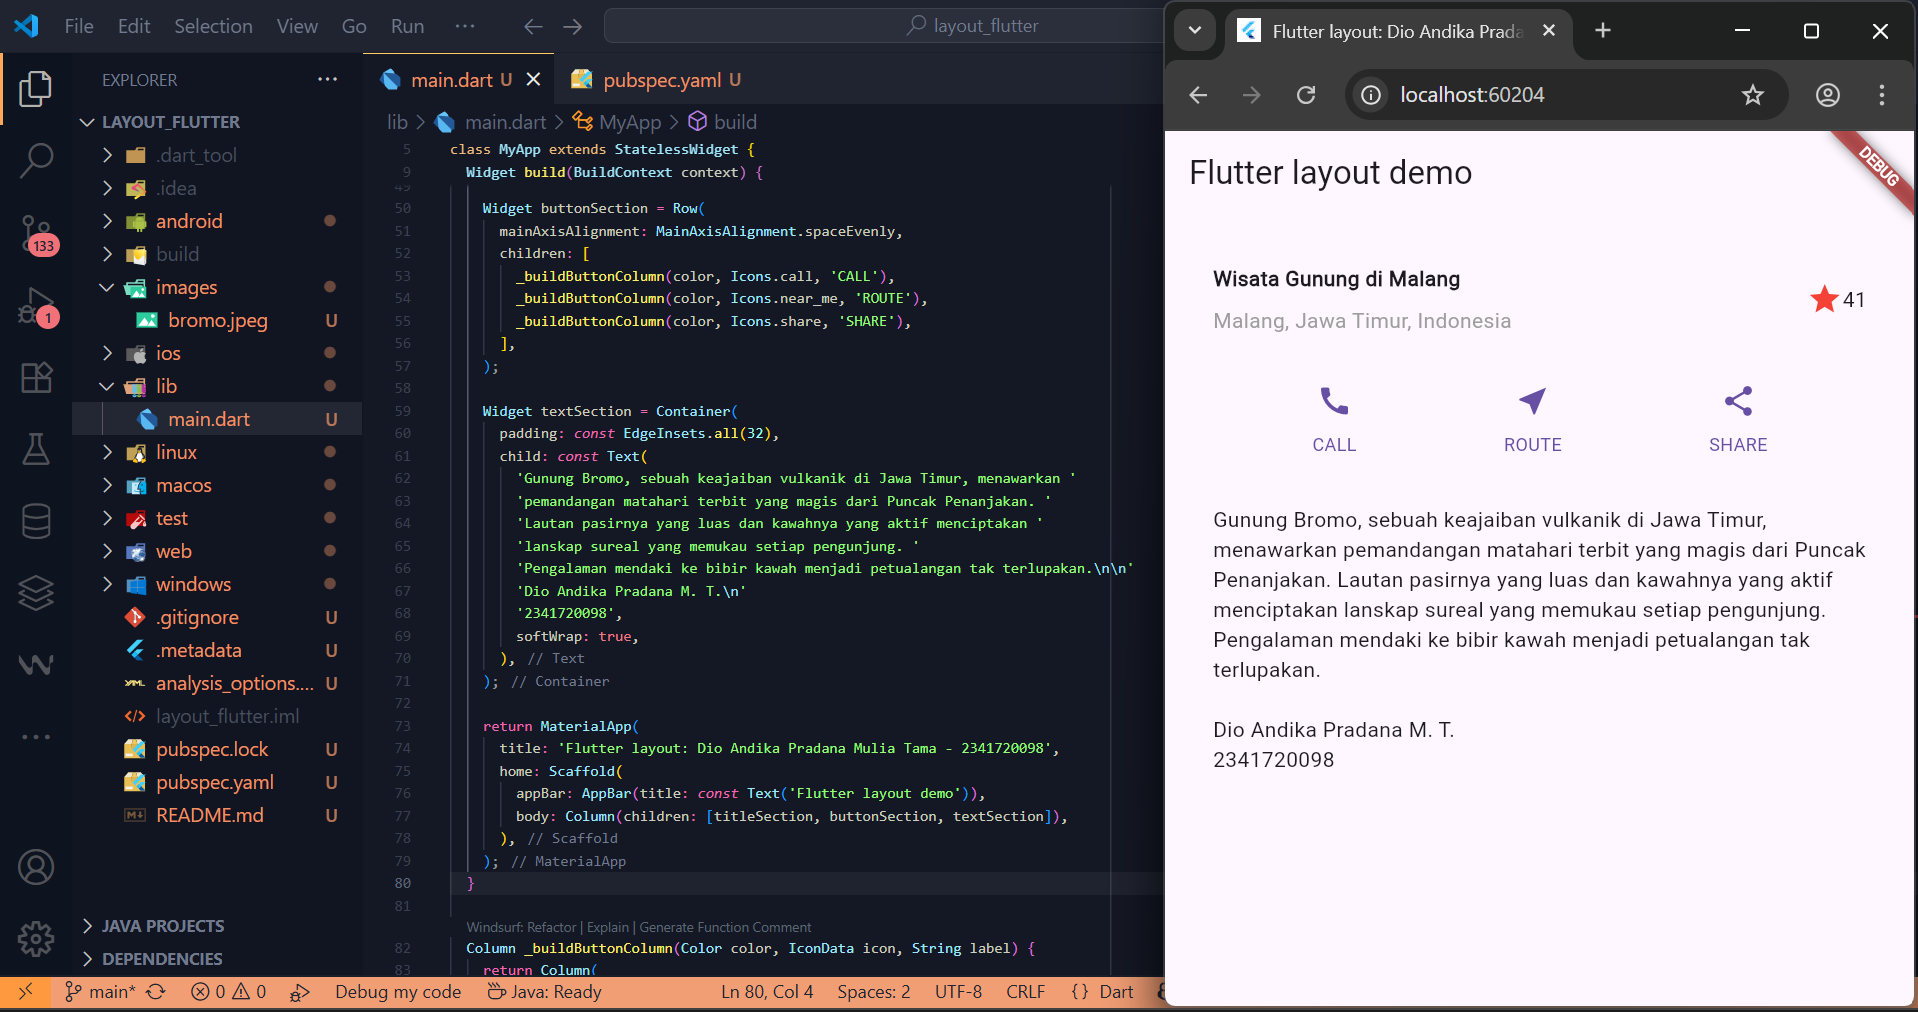 File Edit Selection View Go Run ··· layout_flutter
EXPLORER ···
LAYOUT_FLUTTER
.dart_tool
.idea
android
build
images
bromo.jpeg U
ios
lib
main.dart U
linux
macos
test
web
windows
.gitignore U
.metadata U
analysis_options.... U
layout_flutter.iml
pubspec.lock U
pubspec.yaml U
README.md U
JAVA PROJECTS
DEPENDENCIES
133
1
main.dart U pubspec.yaml U
lib > main.dart > MyApp > build
5 class MyApp extends StatelessWidget {
9 Widget build(BuildContext context) {
49
50 Widget buttonSection = Row(
51 mainAxisAlignment: MainAxisAlignment.spaceEvenly,
52 children: [
53 _buildButtonColumn(color, Icons.call, 'CALL'),
54 _buildButtonColumn(color, Icons.near_me, 'ROUTE'),
55 _buildButtonColumn(color, Icons.share, 'SHARE'),
56 ],
57 );
58
59 Widget textSection = Container(
60 padding: const EdgeInsets.all(32),
61 child: const Text(
62 'Gunung Bromo, sebuah keajaiban vulkanik di Jawa Timur, menawarkan '
63 'pemandangan matahari terbit yang magis dari Puncak Penanjakan. '
64 'Lautan pasirnya yang luas dan kawahnya yang aktif menciptakan '
65 'lanskap sureal yang memukau setiap pengunjung. '
66 'Pengalaman mendaki ke bibir kawah menjadi petualangan tak terlupakan.\n\n'
67 'Dio Andika Pradana M. T.\n'
68 '2341720098',
69 softWrap: true,
70 ), // Text
71 ); // Container
72
73 return MaterialApp(
74 title: 'Flutter layout: Dio Andika Pradana Mulia Tama - 2341720098',
75 home: Scaffold(
76 appBar: AppBar(title: const Text('Flutter layout demo')),
77 body: Column(children: [titleSection, buttonSection, textSection]),
78 ), // Scaffold
79 ); // MaterialApp
80 }
81
Windsurf: Refactor | Explain | Generate Function Comment
82 Column _buildButtonColumn(Color color, IconData icon, String label) {
83 return Column(
main* 0 0 Debug my code Java: Ready Ln 80, Col 4 Spaces: 2 UTF-8 CRLF {} Dart
Flutter layout: Dio Andika Prada
localhost:60204
Flutter layout demo
DEBUG
Wisata Gunung di Malang
Malang, Jawa Timur, Indonesia
41
CALL ROUTE SHARE
Gunung Bromo, sebuah keajaiban vulkanik di Jawa Timur,
menawarkan pemandangan matahari terbit yang magis dari Puncak
Penanjakan. Lautan pasirnya yang luas dan kawahnya yang aktif
menciptakan lanskap sureal yang memukau setiap pengunjung.
Pengalaman mendaki ke bibir kawah menjadi petualangan tak
terlupakan.
Dio Andika Pradana M. T.
2341720098